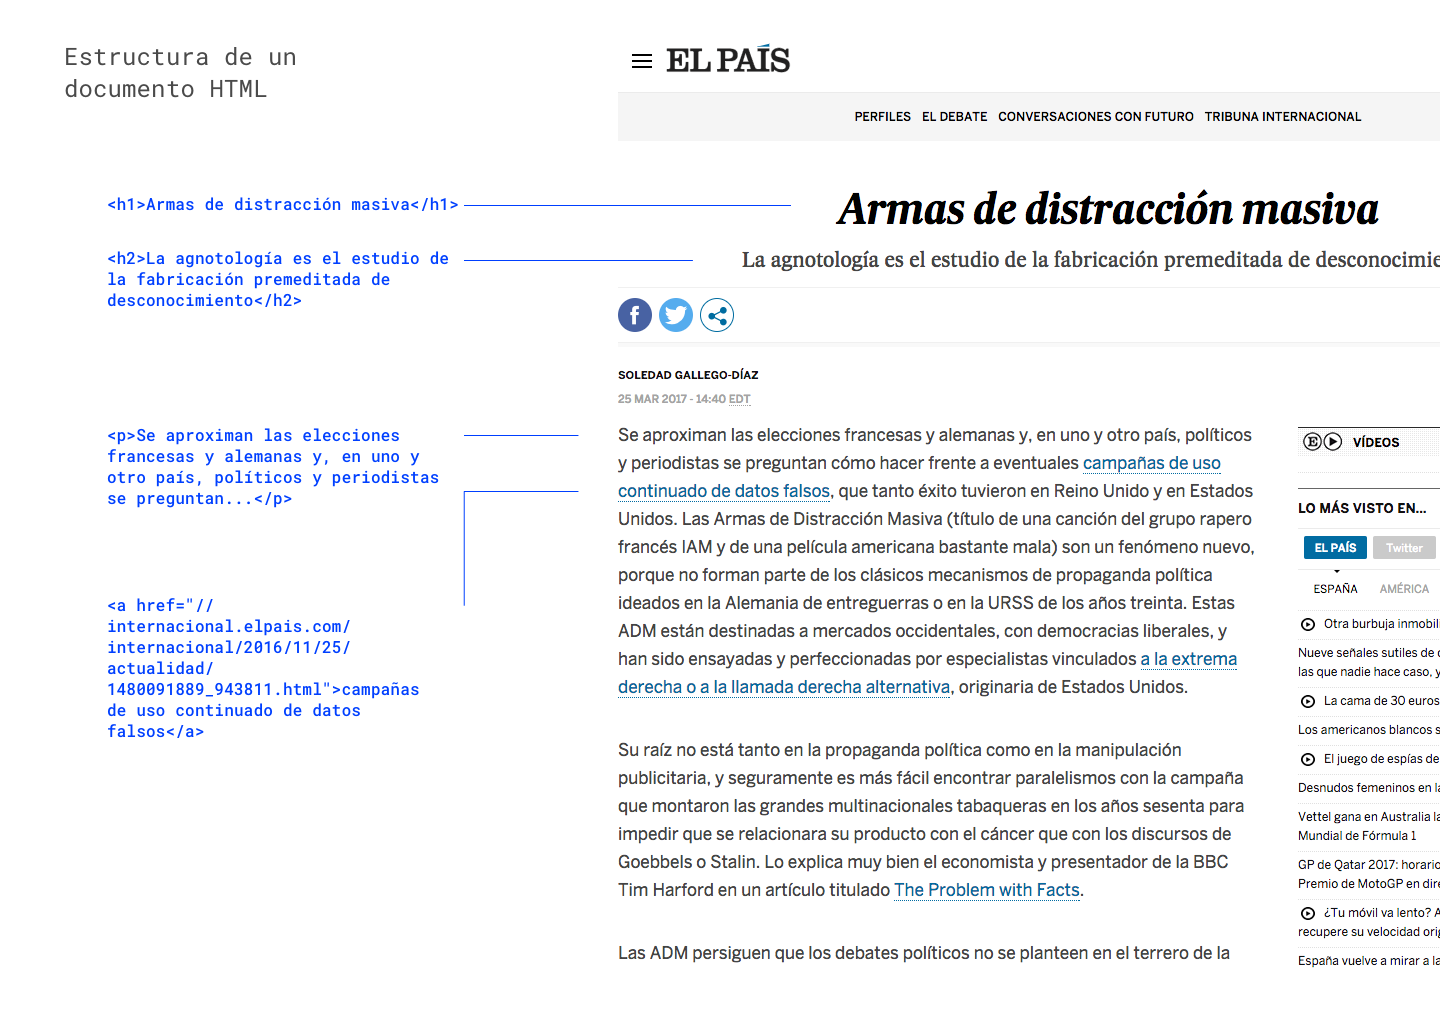 Estructura de un
documento HTML
<h1>Armas de distracción masiva</h1>
<h2>La agnotología es el estudio de
la fabricación premeditada de
desconocimiento</h2>
<p>Se aproximan las elecciones
francesas y alemanas y, en uno y
otro país, políticos y periodistas
se preguntan...</p>
<a href="//
internacional.elpais.com/
internacional/2016/11/25/
actualidad/
1480091889_943811.html">campañas
de uso continuado de datos
falsos</a>
EL PAÍS
PERFILES EL DEBATE CONVERSACIONES CON FUTURO TRIBUNA INTERNACIONAL
Armas de distracción masiva
La agnotología es el estudio de la fabricación premeditada de desconocimie
SOLEDAD GALLEGO-DÍAZ
25 MAR 2017 - 14:40 EDT
Se aproximan las elecciones francesas y alemanas y, en uno y otro país, políticos
y periodistas se preguntan cómo hacer frente a eventuales campañas de uso
continuado de datos falsos, que tanto éxito tuvieron en Reino Unido y en Estados
Unidos. Las Armas de Distracción Masiva (título de una canción del grupo rapero
francés IAM y de una película americana bastante mala) son un fenómeno nuevo,
porque no forman parte de los clásicos mecanismos de propaganda política
ideados en la Alemania de entreguerras o en la URSS de los años treinta. Estas
ADM están destinadas a mercados occidentales, con democracias liberales, y
han sido ensayadas y perfeccionadas por especialistas vinculados a la extrema
derecha o a la llamada derecha alternativa, originaria de Estados Unidos.
Su raíz no está tanto en la propaganda política como en la manipulación
publicitaria, y seguramente es más fácil encontrar paralelismos con la campaña
que montaron las grandes multinacionales tabaqueras en los años sesenta para
impedir que se relacionara su producto con el cáncer que con los discursos de
Goebbels o Stalin. Lo explica muy bien el economista y presentador de la BBC
Tim Harford en un artículo titulado The Problem with Facts.
Las ADM persiguen que los debates políticos no se planteen en el terrero de la
E VÍDEOS
LO MÁS VISTO EN...
EL PAÍS Twitter
ESPAÑA AMÉRICA
Otra burbuja inmobili
Nueve señales sutiles de
las que nadie hace caso, y
La cama de 30 euros
Los americanos blancos s
El juego de espías de
Desnudos femeninos en la
Vettel gana en Australia la
Mundial de Fórmula 1
GP de Qatar 2017: horario
Premio de MotoGP en dire
¿Tu móvil va lento? A
recupere su velocidad orig
España vuelve a mirar a la